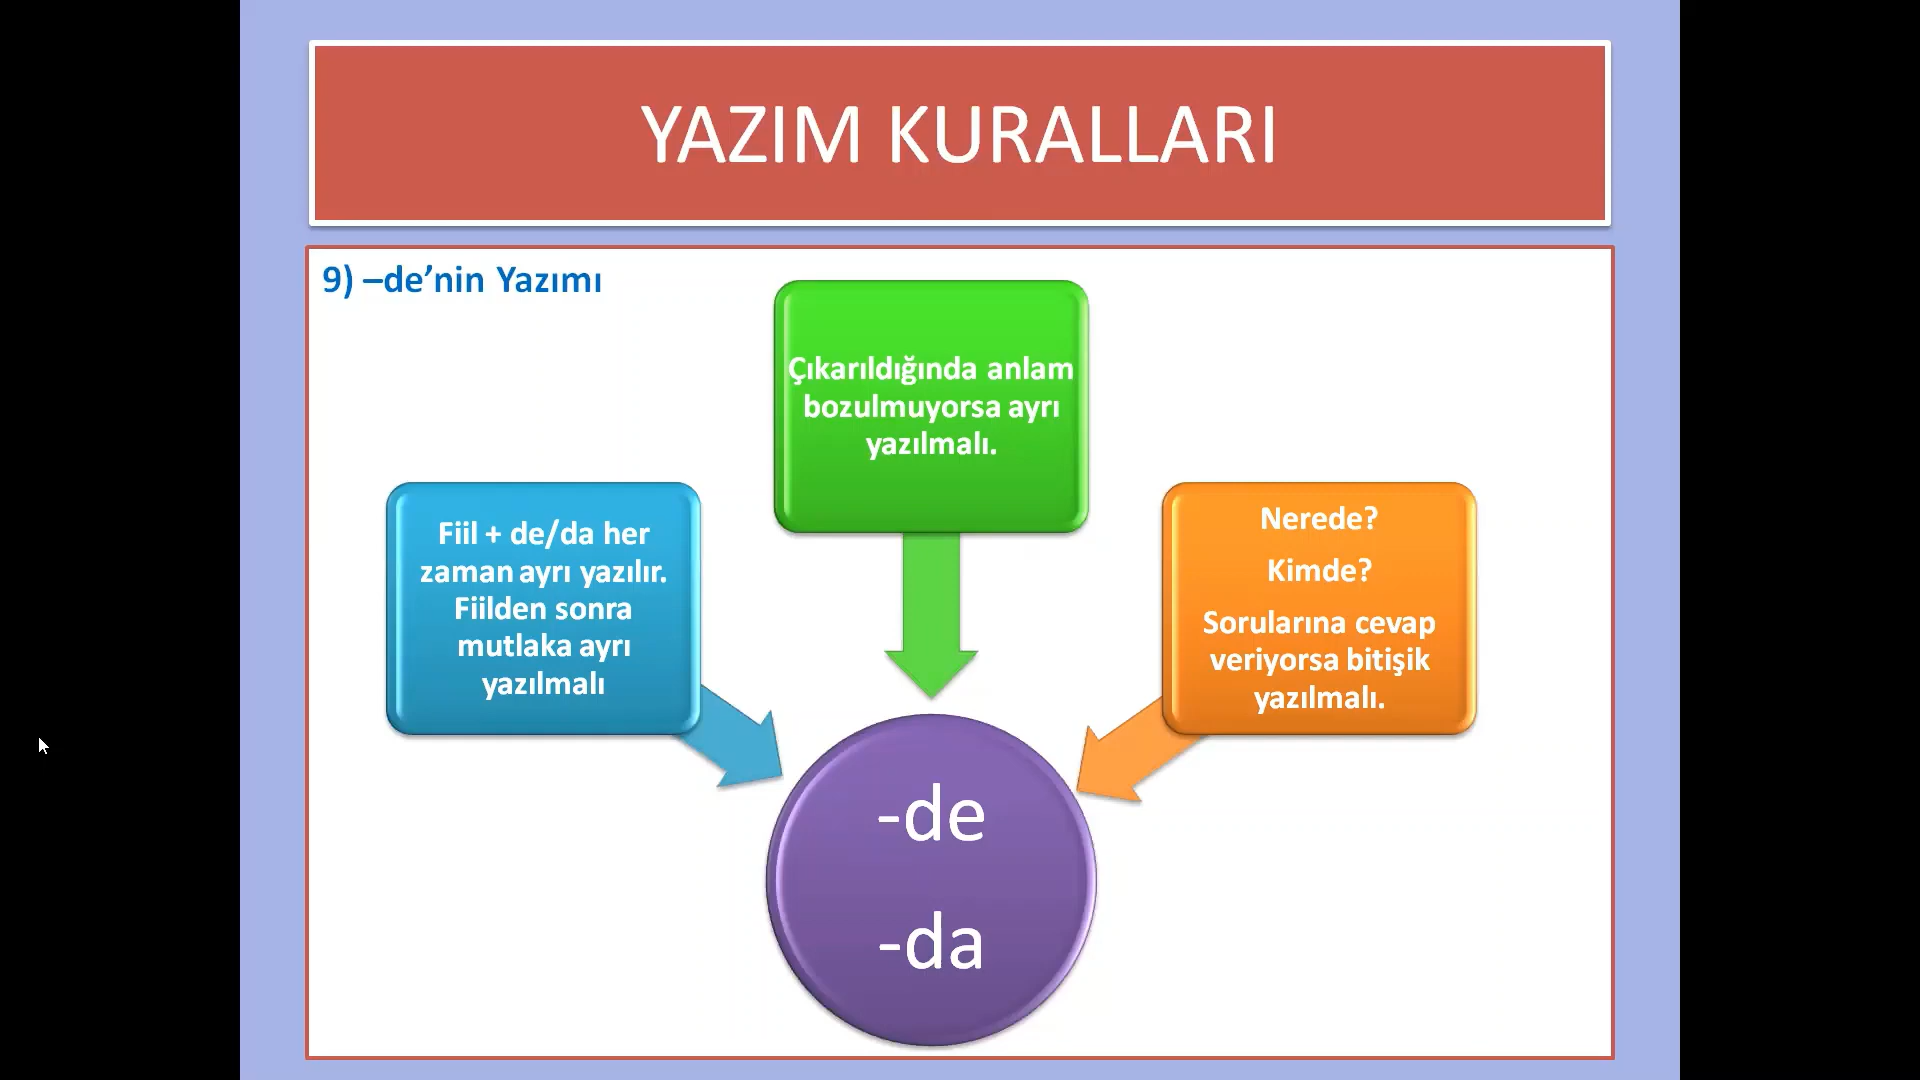 YAZIM KURALLARI
9) –de’nin Yazımı
Çıkarıldığında anlam
bozulmuyorsa ayrı
yazılmalı.
Fiil + de/da her
zaman ayrı yazılır.
Fiilden sonra
mutlaka ayrı
yazılmalı
Nerede?
Kimde?
Sorularına cevap
veriyorsa bitişik
yazılmalı.
-de
-da